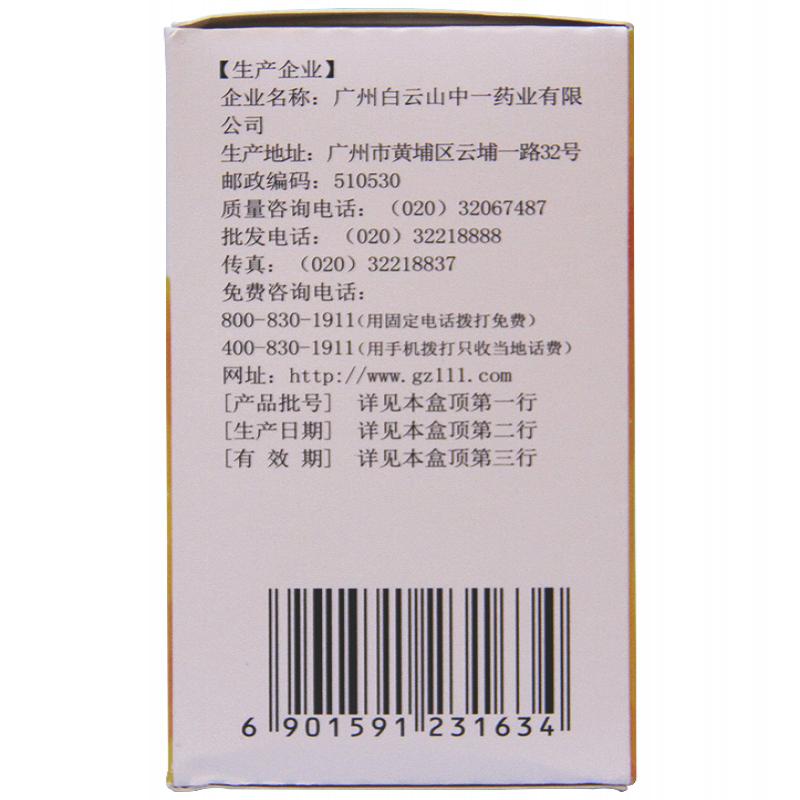 【生产企业】
企业名称：广州白云山中一药业有限
公司
生产地址：广州市黄埔区云埔一路32号
邮政编码：510530
质量咨询电话：（020）32067487
批发电话：（020）32218888
传真：（020）32218837
免费咨询电话：
800-830-1911（用固定电话拨打免费）
400-830-1911（用手机拨打只收当地话费）
网址：http://www.gz111.com
[产品批号] 详见本盒顶第一行
[生产日期] 详见本盒顶第二行
[有 效 期] 详见本盒顶第三行
6 901591 231634